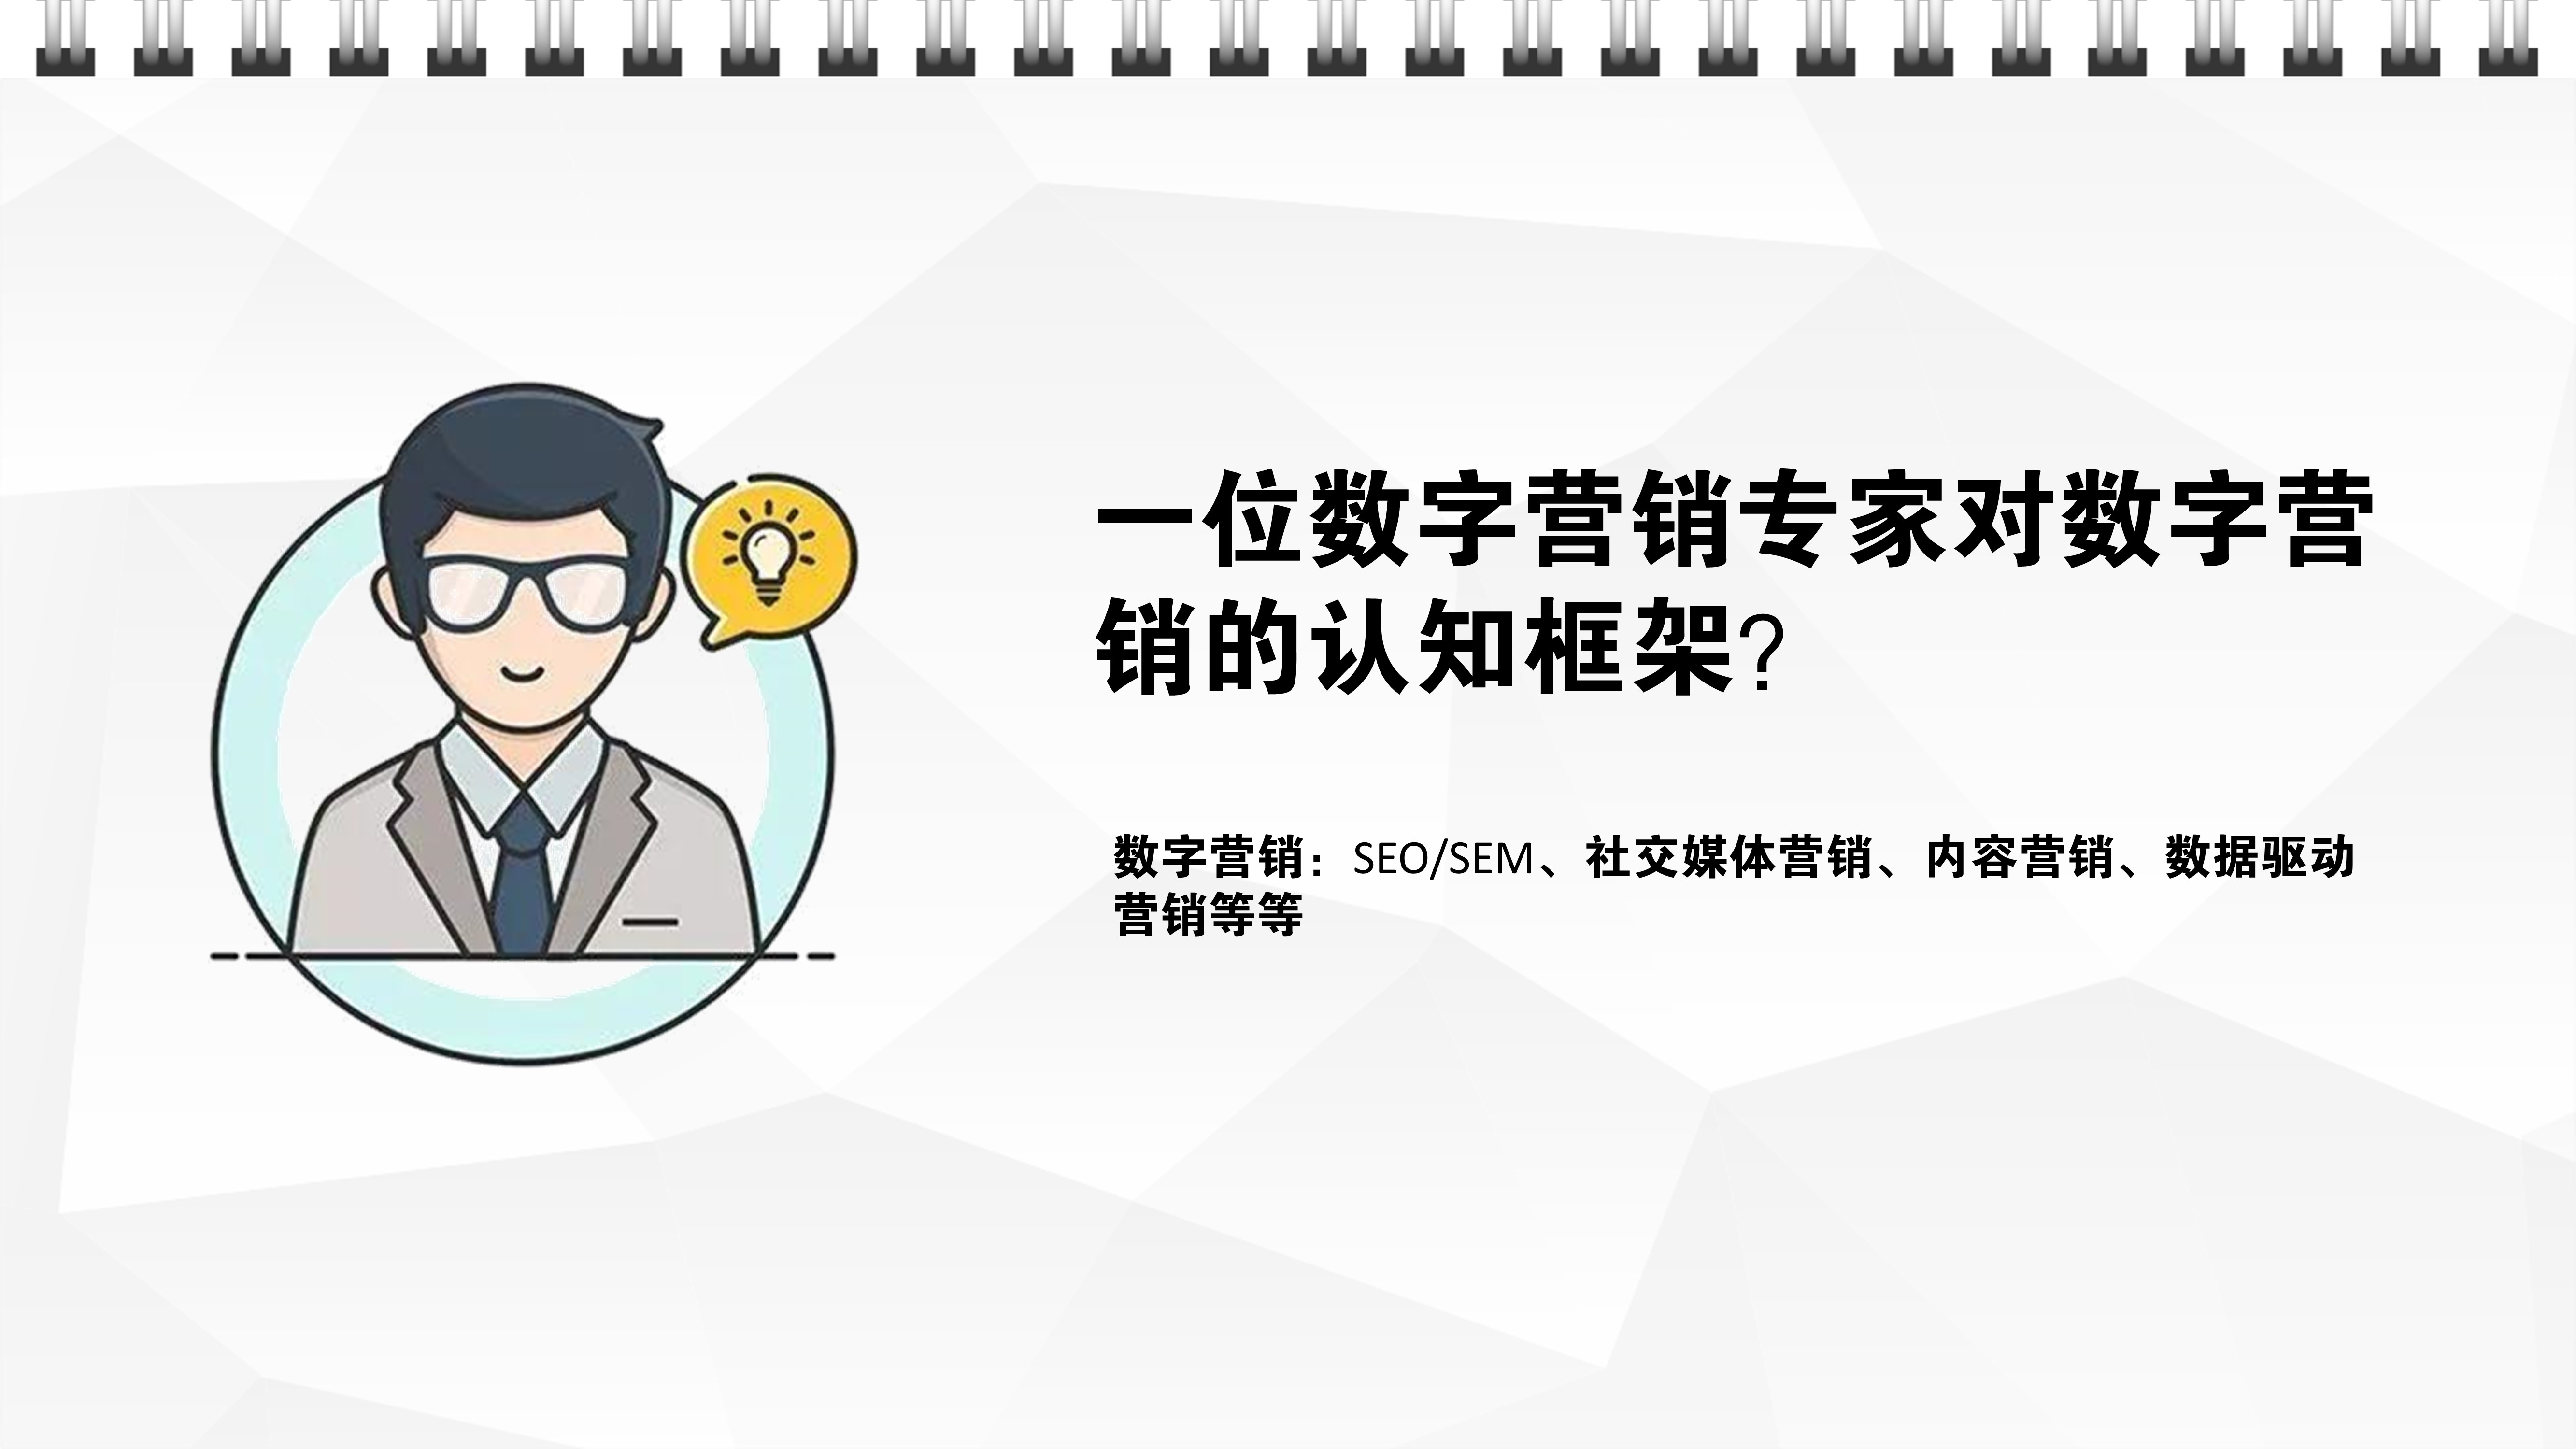 一位数字营销专家对数字营
销的认知框架?
数字营销：SEO/SEM、社交媒体营销、内容营销、数据驱动
营销等等